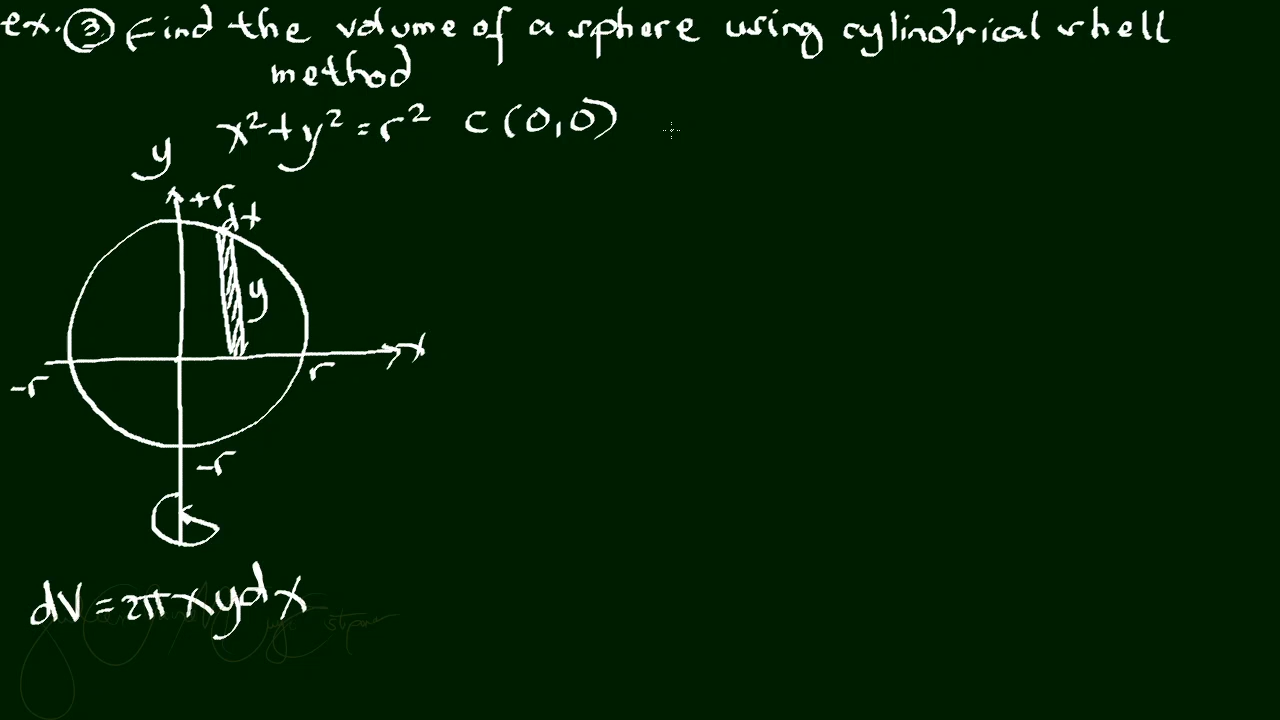 ex. ③ Find the volume of a sphere using cylindrical shell
method
x² + y² = r² C (0,0)
y
+r
dx
y
x
-r
r
-r
dV = 2πxydx